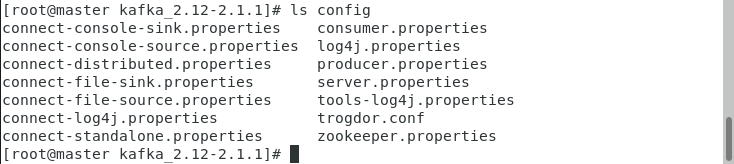 [root@master kafka_2.12-2.1.1]# ls config
connect-console-sink.properties    consumer.properties
connect-console-source.properties  log4j.properties
connect-distributed.properties     producer.properties
connect-file-sink.properties       server.properties
connect-file-source.properties     tools-log4j.properties
connect-log4j.properties           trogdor.conf
connect-standalone.properties      zookeeper.properties
[root@master kafka_2.12-2.1.1]#